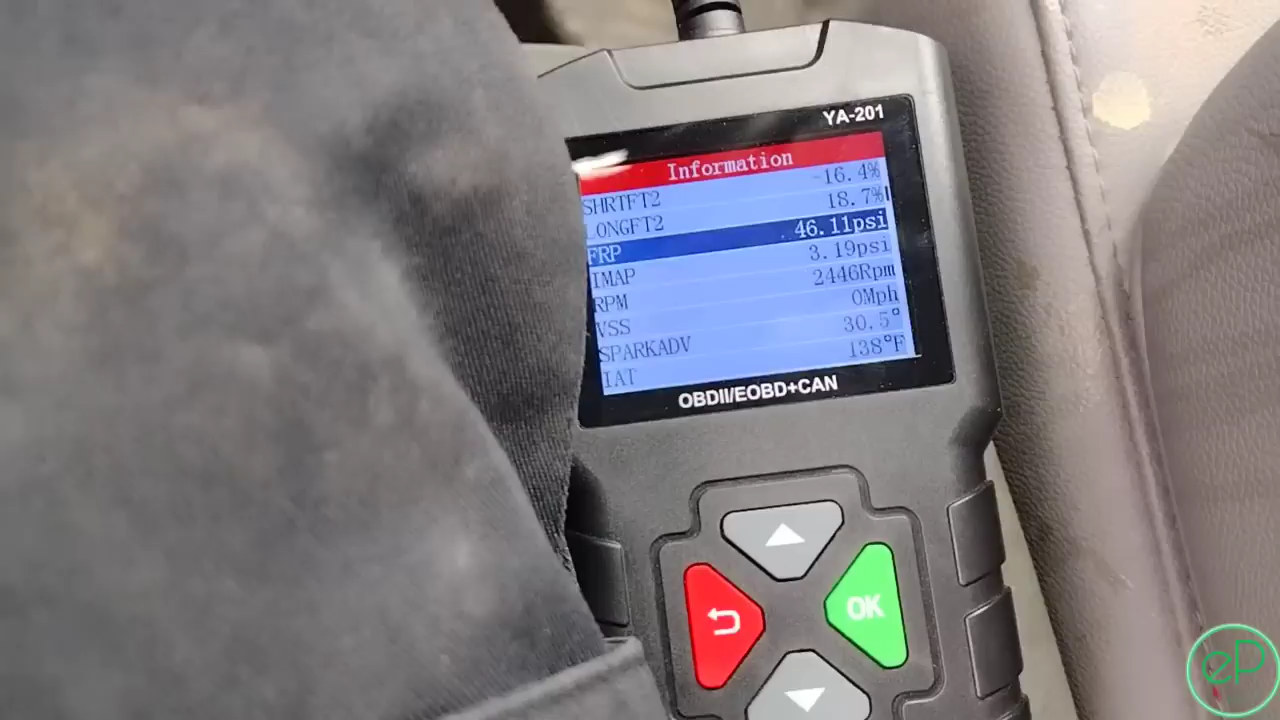 YA-201
Information
SHRTFT2 -16.4%
LONGFT2 18.7%
FRP 46.11psi
IMAP 3.19psi
RPM 2446Rpm
VSS 0Mph
SPARKADV 30.5°
IAT 138°F
OBDII/EOBD+CAN
OK
eP